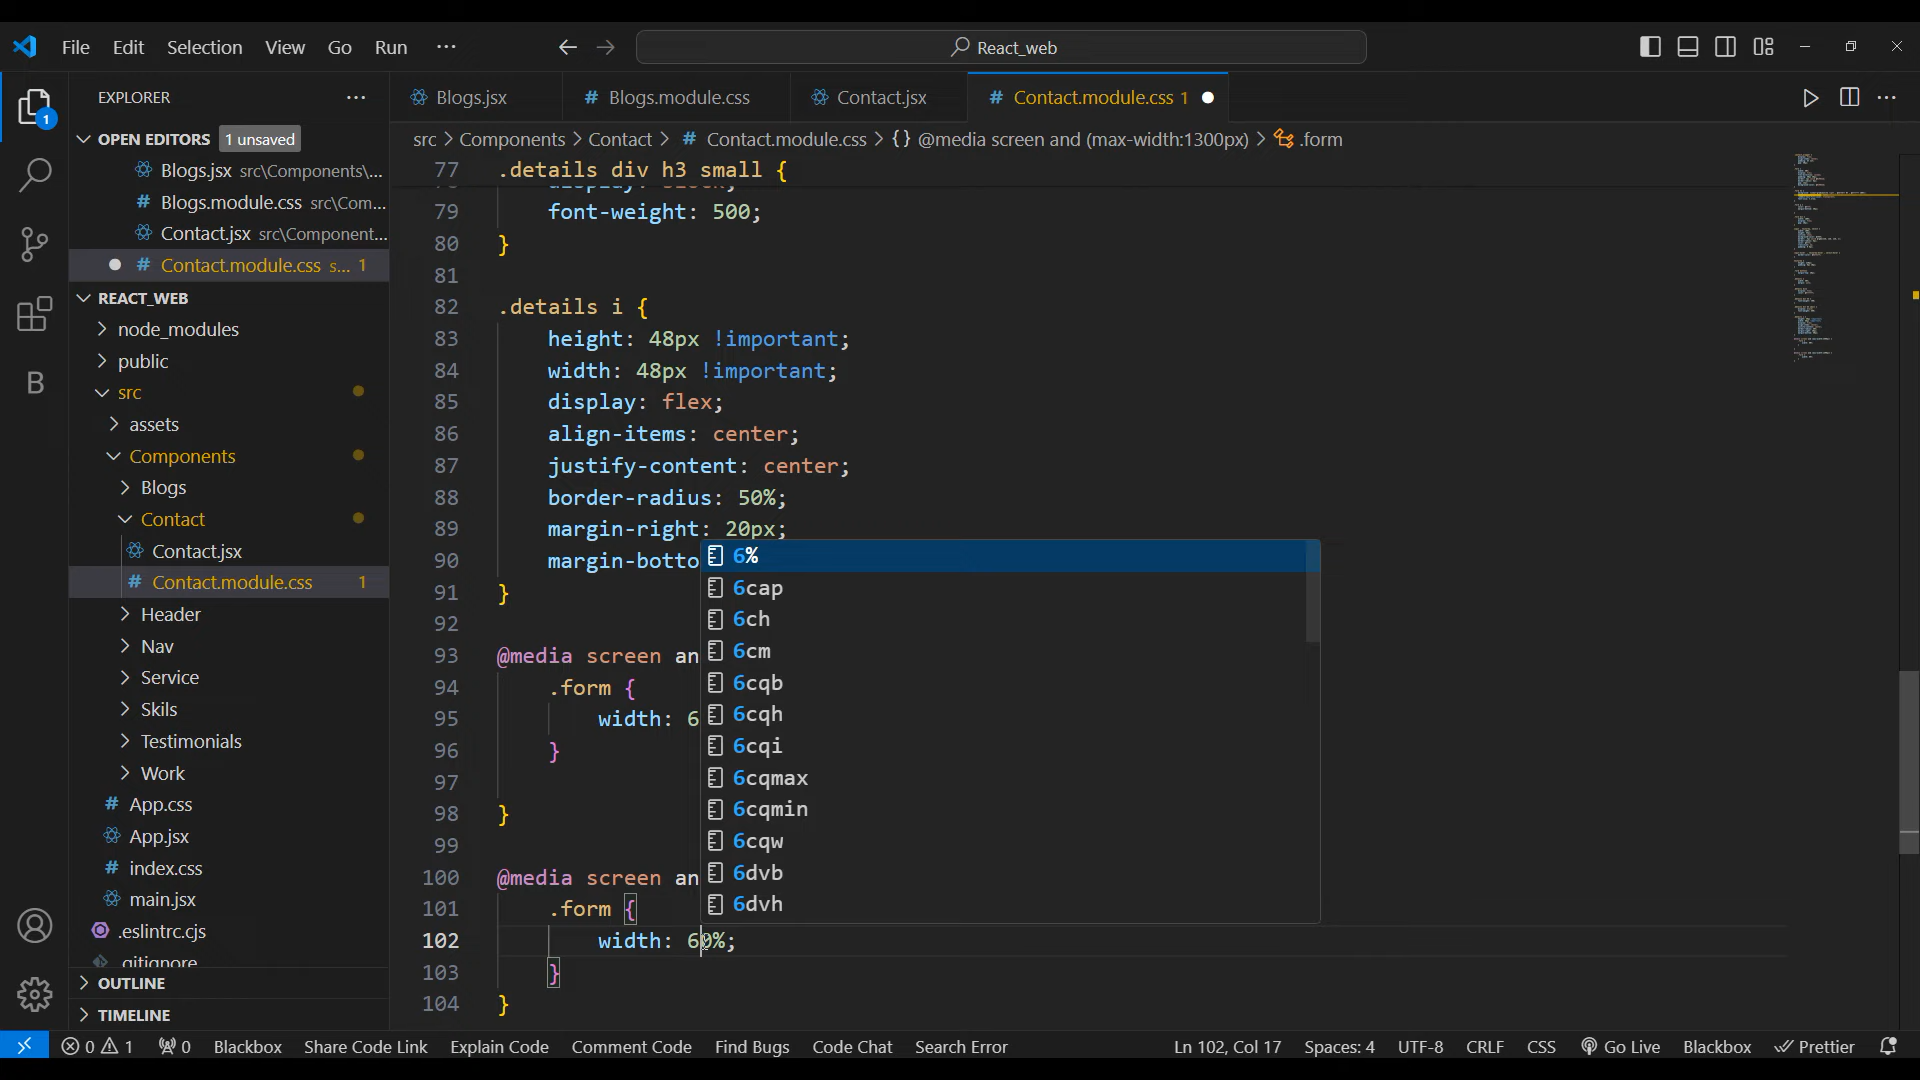 File Edit Selection View Go Run ··· React_web
EXPLORER ···
OPEN EDITORS 1 unsaved
Blogs.jsx src\Components\...
Blogs.module.css src\Com...
Contact.jsx src\Component...
Contact.module.css s... 1
REACT_WEB
node_modules
public
src
assets
Components
Blogs
Contact
Contact.jsx
Contact.module.css 1
Header
Nav
Service
Skils
Testimonials
Work
App.css
App.jsx
index.css
main.jsx
.eslintrc.cjs
.gitignore
OUTLINE
TIMELINE
1
B
Blogs.jsx Blogs.module.css Contact.jsx Contact.module.css 1
src > Components > Contact > Contact.module.css > {} @media screen and (max-width:1300px) > .form
77 .details div h3 small {
display: block;
79 font-weight: 500;
80 }
81
82 .details i {
83 height: 48px !important;
84 width: 48px !important;
85 display: flex;
86 align-items: center;
87 justify-content: center;
88 border-radius: 50%;
89 margin-right: 20px;
90 margin-botto
91 }
92
93 @media screen an
94 .form {
95 width: 6
96 }
97
98 }
99
100 @media screen an
101 .form {
102 width: 60%;
103 }
104 }
6%
6cap
6ch
6cm
6cqb
6cqh
6cqi
6cqmax
6cqmin
6cqw
6dvb
6dvh
0 1 0 Blackbox Share Code Link Explain Code Comment Code Find Bugs Code Chat Search Error Ln 102, Col 17 Spaces: 4 UTF-8 CRLF CSS Go Live Blackbox Prettier